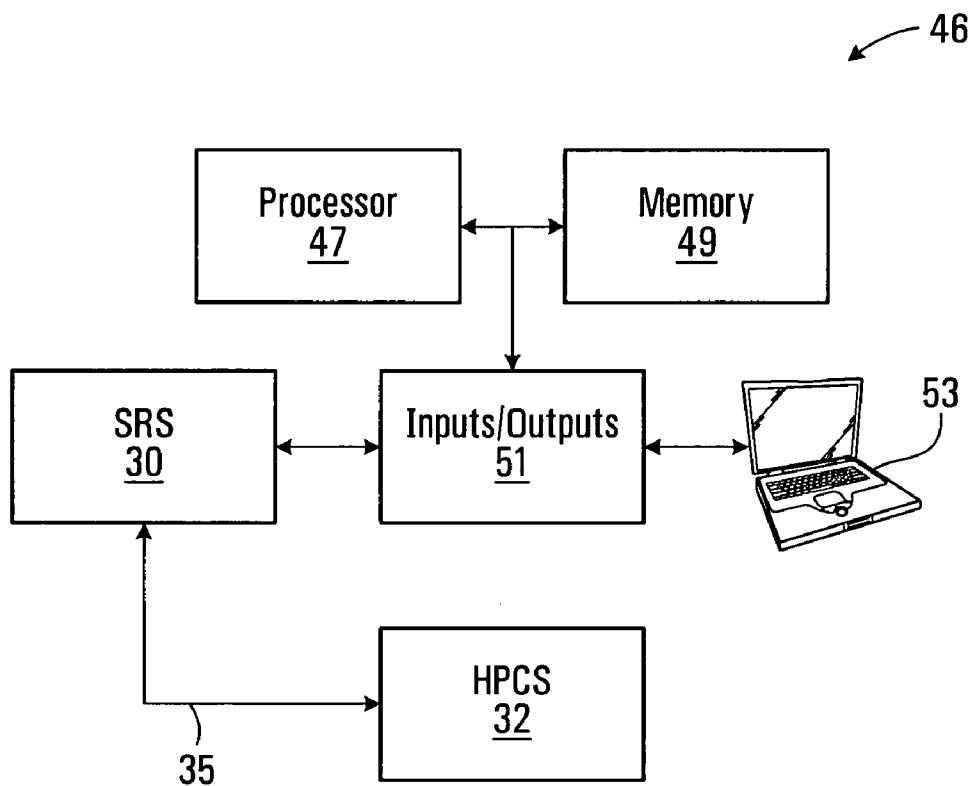 46
Processor
47
Memory
49
SRS
30
Inputs/Outputs
51
53
HPCS
32
35